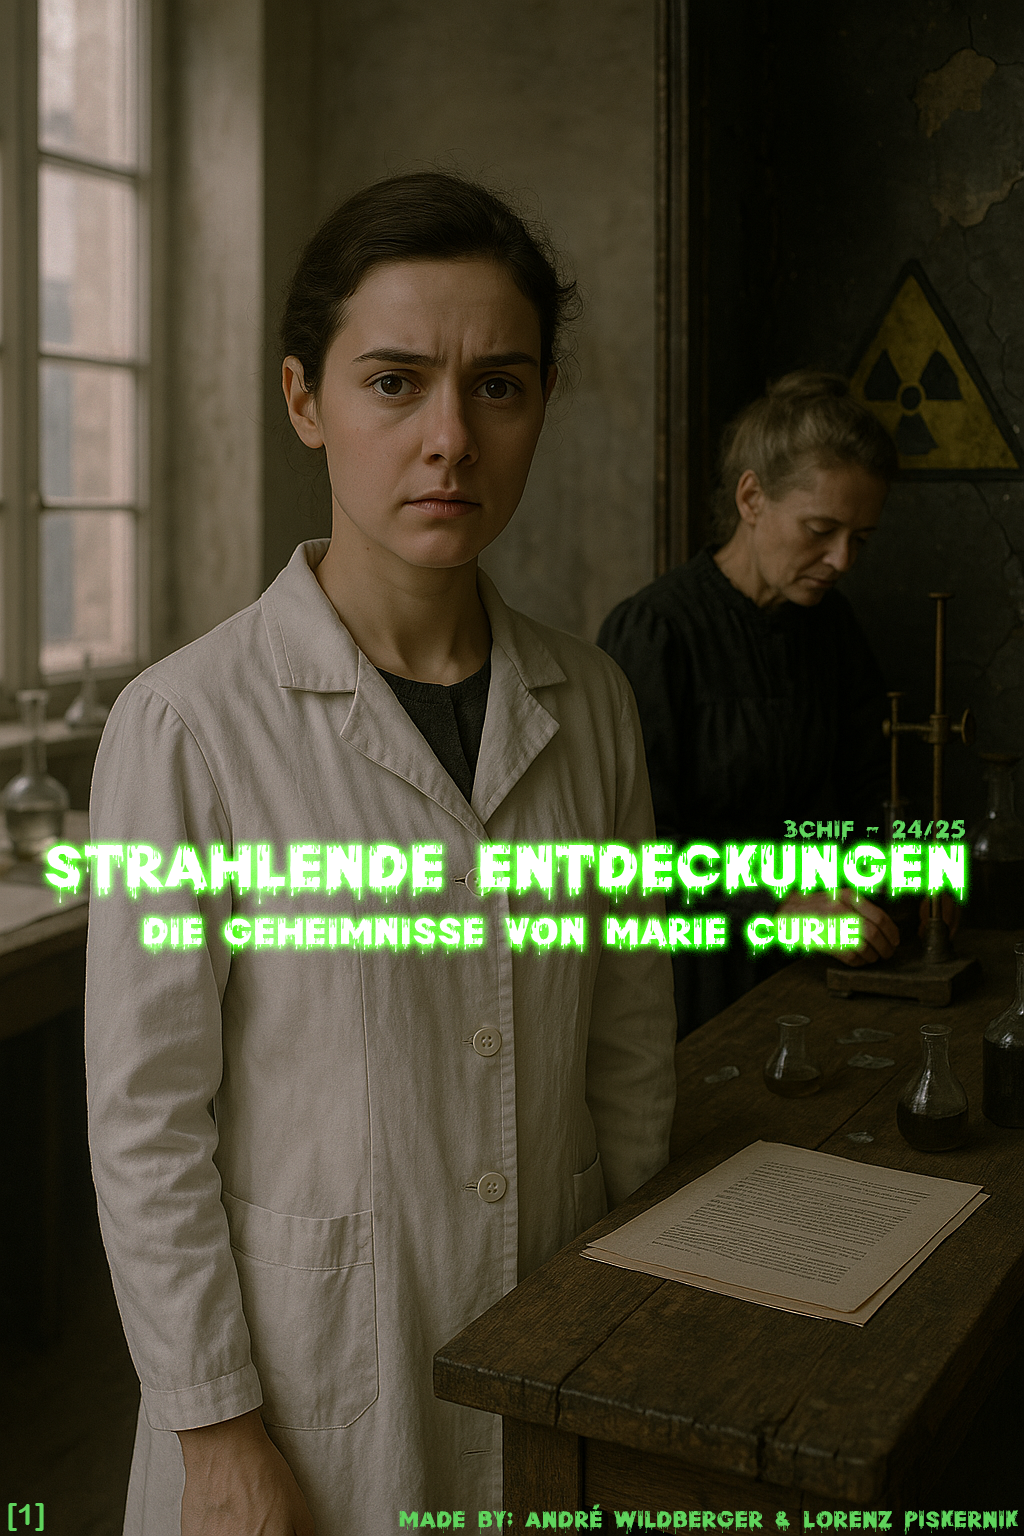 3CHIF - 24/25
STRAHLENDE ENTDECKUNGEN
DIE GEHEIMNISSE VON MARIE CURIE
[1]
MADE BY: ANDRÉ WILDBERGER & LORENZ PISKERNIK